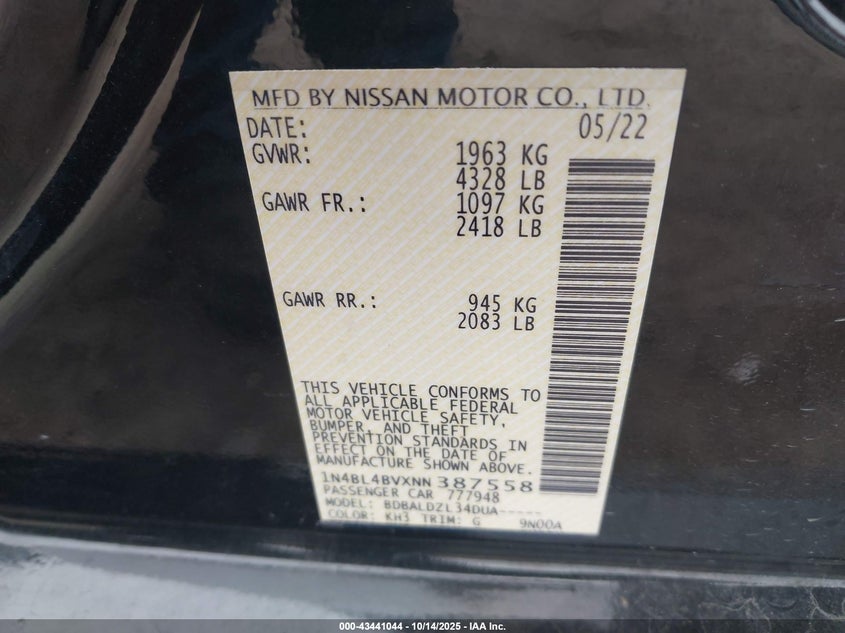 MFD BY NISSAN MOTOR CO., LTD.
DATE: 05/22
GVWR: 1963 KG
4328 LB
GAWR FR.: 1097 KG
2418 LB
GAWR RR.: 945 KG
2083 LB
THIS VEHICLE CONFORMS TO
ALL APPLICABLE FEDERAL
MOTOR VEHICLE SAFETY,
BUMPER, AND THEFT
PREVENTION STANDARDS IN
EFFECT ON THE DATE OF
MANUFACTURE SHOWN ABOVE.
1N4BL4BVXNN387558
PASSENGER CAR 777948
MODEL: BDBALDZL34DUA-----
COLOR: KH3 TRIM: G 9N00A
000-43441044 - 10/14/2025 - IAA Inc.